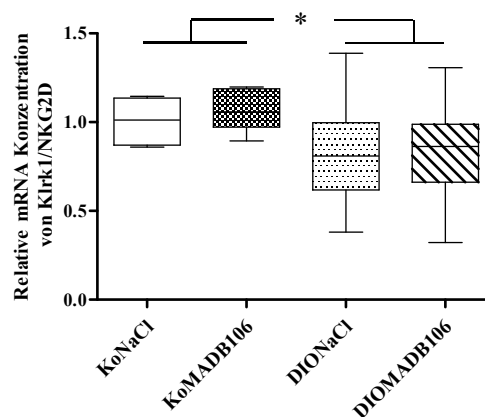 *
1.5
1.0
0.5
0.0
Relative mRNA Konzentration
von Klrk1/NKG2D
KoNaCl
KoMADB106
DIONaCl
DIOMADB106